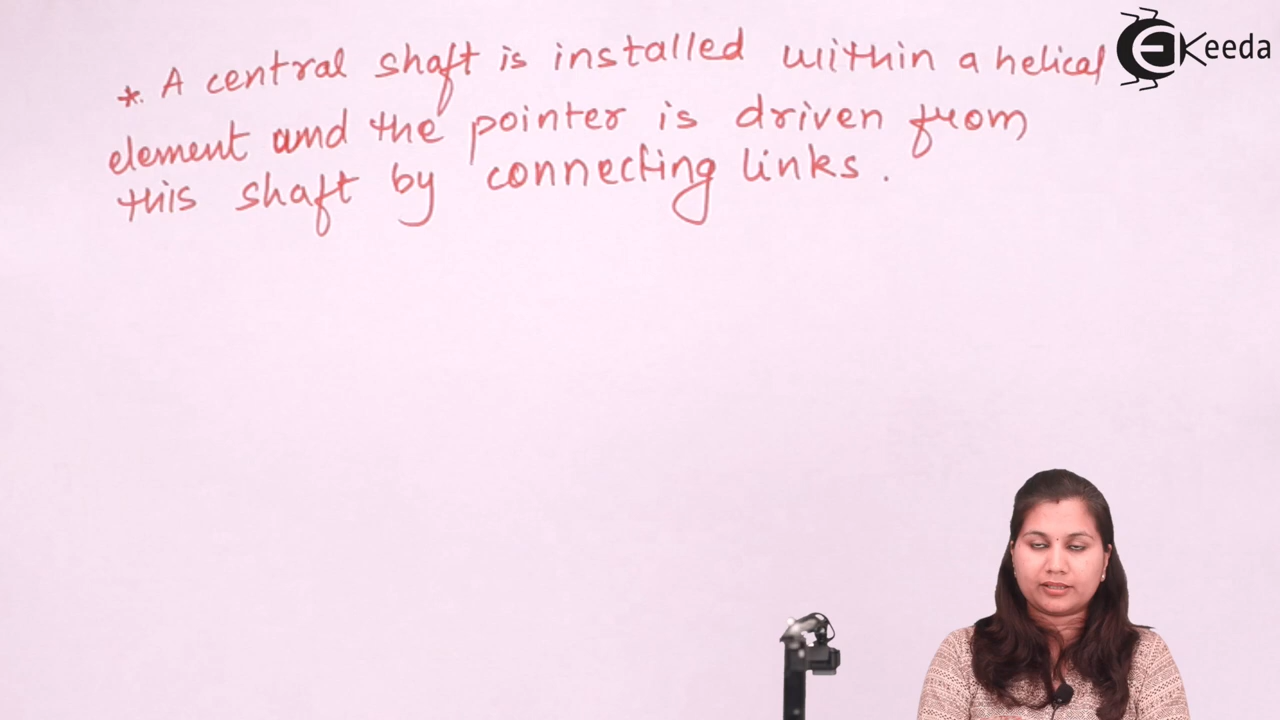 *. A central shaft is installed within a helical
element and the pointer is driven from
this shaft by connecting links.
EKeeda